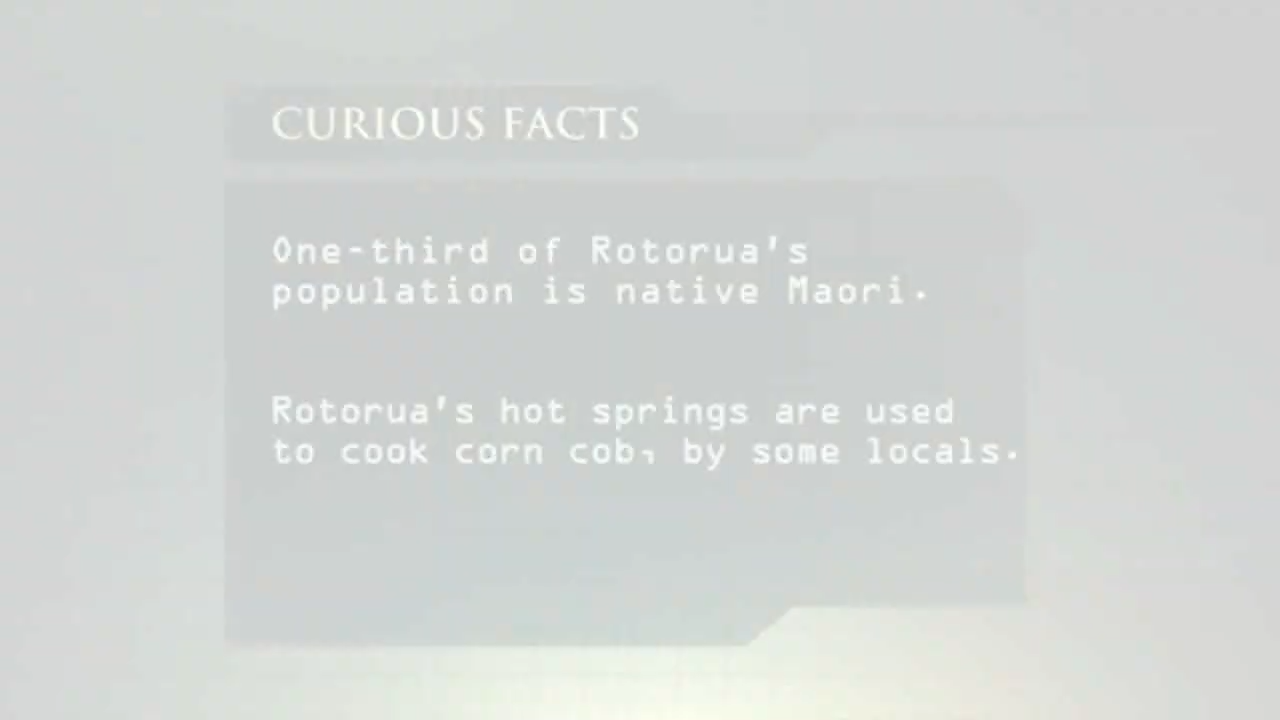 CURIOUS FACTS
One-third of Rotorua's
population is native Maori.
Rotorua's hot springs are used
to cook corn cob, by some locals.